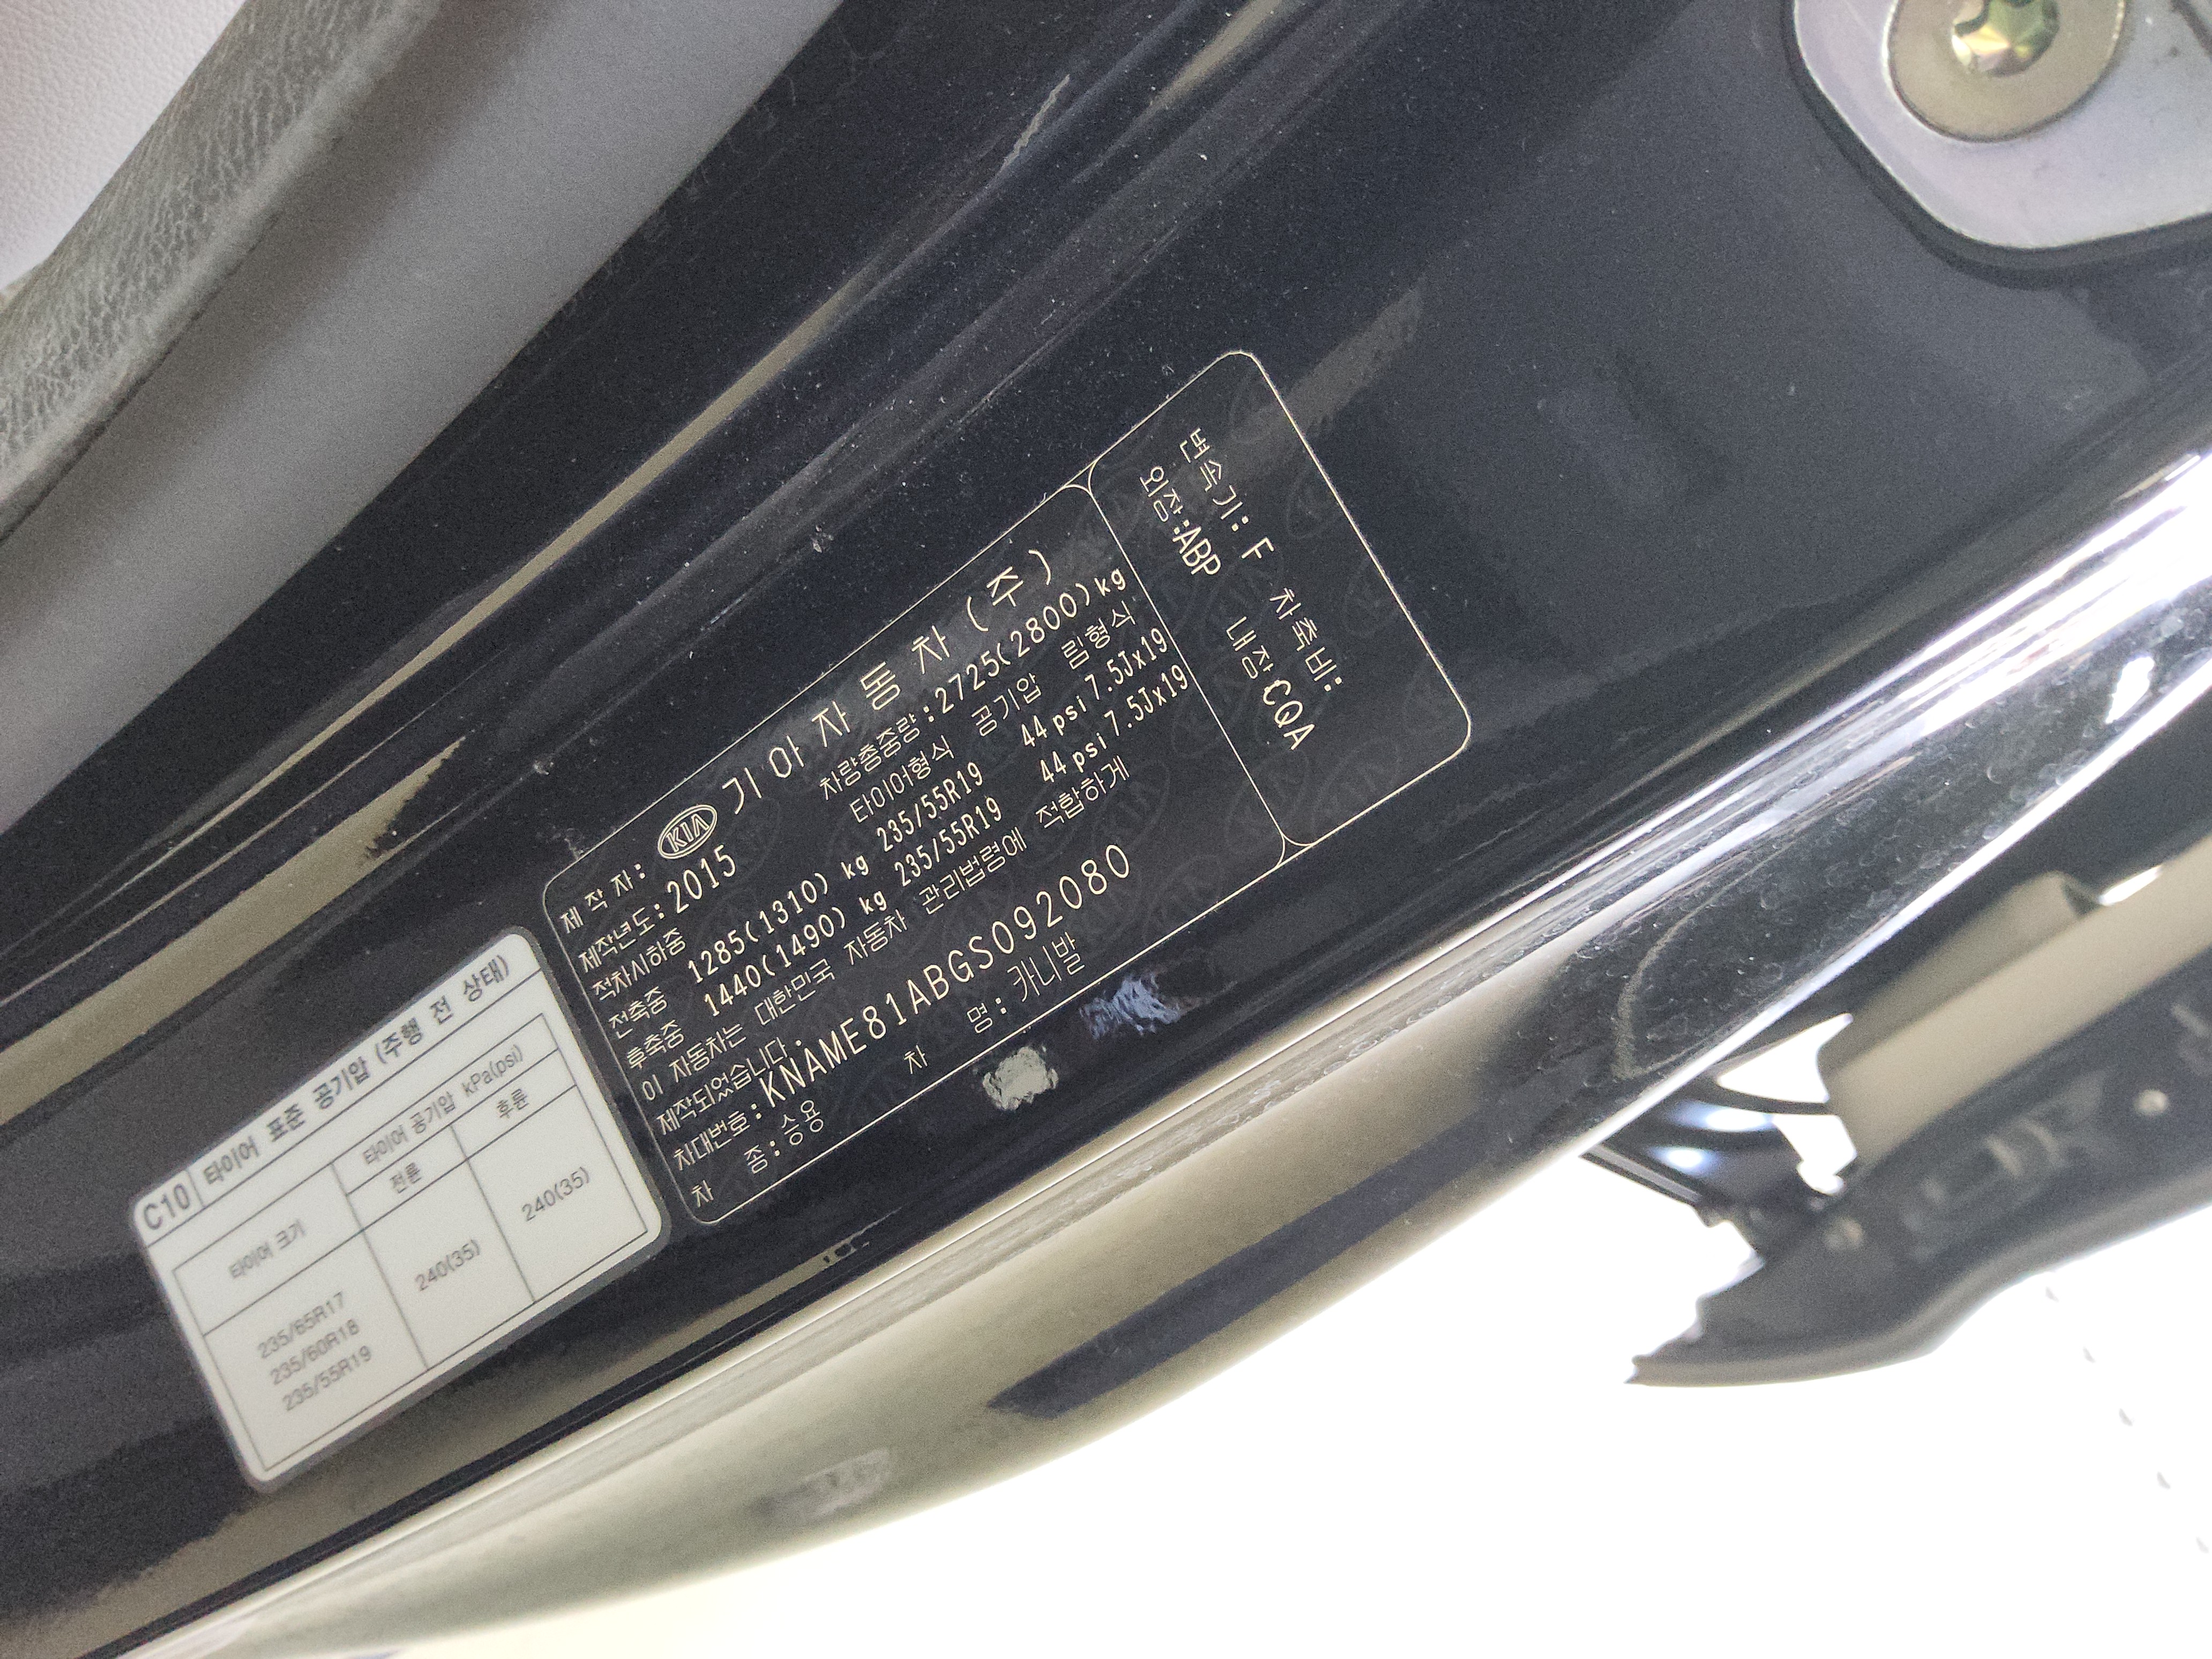 제작자: KIA 기아자동차(주)
제작년도:2015 차량총중량:2725(2800)kg
적차시하중 타이어형식 공기압 림형식
전축중 1285(1310) kg 235/55R19 44psi 7.5Jx19
후축중 1440(1490) kg 235/55R19 44psi 7.5Jx19
이 자동차는 대한민국 자동차 관리법령에 적합하게
제작되었습니다.
차대번호:KNAME81ABGS092080
차 종:승용 차 명:카니발
변속기:F 차축비:
외장:ABP 내장:CQA
C10 타이어 표준 공기압 (주행 전 상태)
타이어 크기 타이어 공기압 kPa(psi)
전륜 후륜
235/65R17
235/60R18 240(35) 240(35)
235/55R19